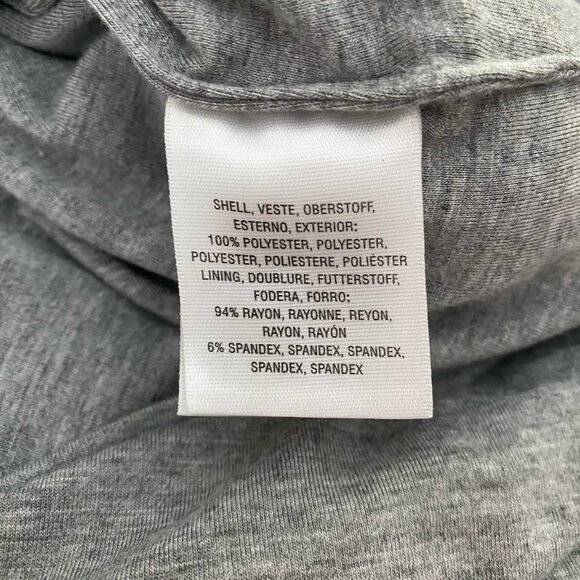 SHELL, VESTE, OBERSTOFF,
ESTERNO, EXTERIOR:
100% POLYESTER, POLYESTER,
POLYESTER, POLIESTERE, POLIÉSTER
LINING, DOUBLURE, FUTTERSTOFF,
FODERA, FORRO:
94% RAYON, RAYONNE, REYON,
RAYON, RAYÓN
6% SPANDEX, SPANDEX, SPANDEX,
SPANDEX, SPANDEX